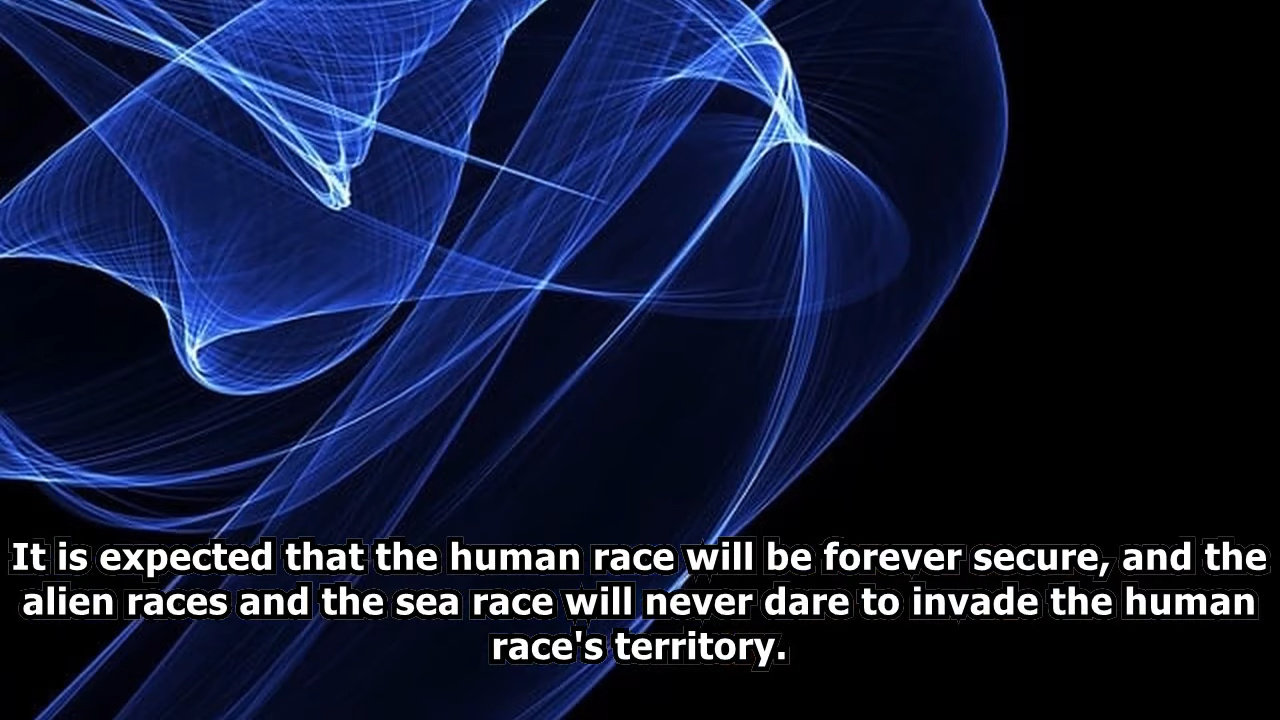 It is expected that the human race will be forever secure, and the
alien races and the sea race will never dare to invade the human
race's territory.